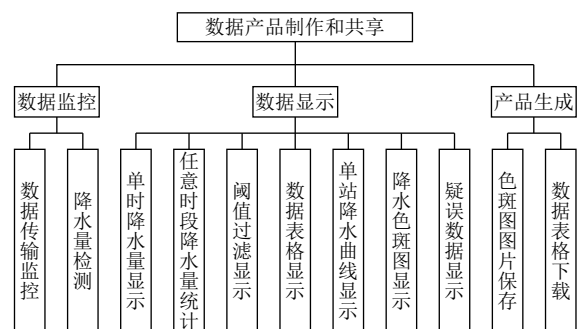 数据产品制作和共享
数据监控
数据显示
产品生成
数据传输监控
降水量检测
单时降水量显示
任意时段降水量统计
阈值过滤显示
数据表格显示
单站降水曲线显示
降水色斑图显示
疑误数据显示
色斑图图片保存
数据表格下载